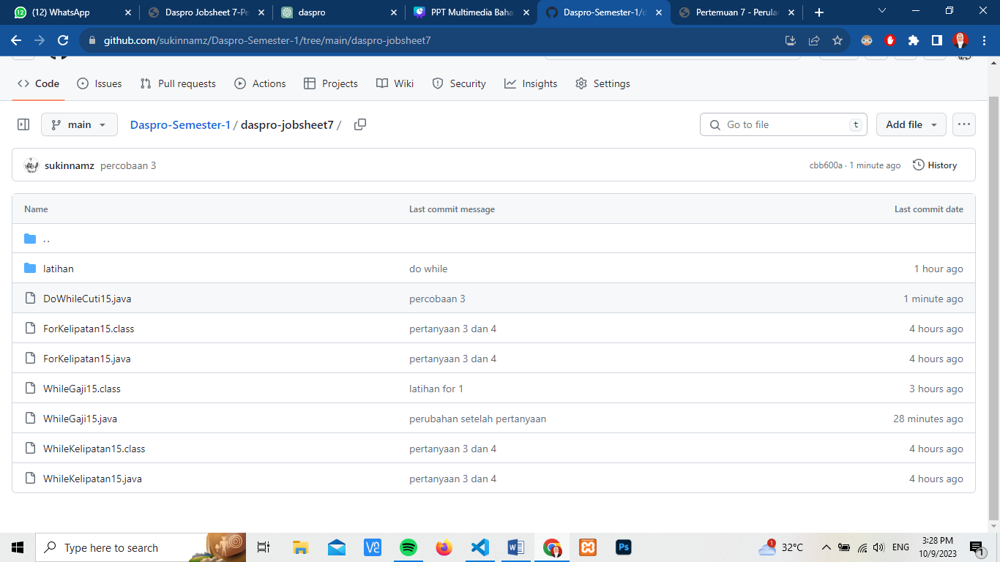 (12) WhatsApp
Daspro Jobsheet 7-Pe
daspro
PPT Multimedia Baha
Daspro-Semester-1/d
Pertemuan 7 - Perula
github.com/sukinnamz/Daspro-Semester-1/tree/main/daspro-jobsheet7
Code Issues Pull requests Actions Projects Wiki Security Insights Settings
main Daspro-Semester-1 / daspro-jobsheet7 / Go to file t Add file
sukinnamz percobaan 3 cbb600a · 1 minute ago History
Name Last commit message Last commit date
..
latihan do while 1 hour ago
DoWhileCuti15.java percobaan 3 1 minute ago
ForKelipatan15.class pertanyaan 3 dan 4 4 hours ago
ForKelipatan15.java pertanyaan 3 dan 4 4 hours ago
WhileGaji15.class latihan for 1 3 hours ago
WhileGaji15.java perubahan setelah pertanyaan 28 minutes ago
WhileKelipatan15.class pertanyaan 3 dan 4 4 hours ago
WhileKelipatan15.java pertanyaan 3 dan 4 4 hours ago
Type here to search
1
32°C
ENG
3:28 PM
10/9/2023
1
V2
W
Ps